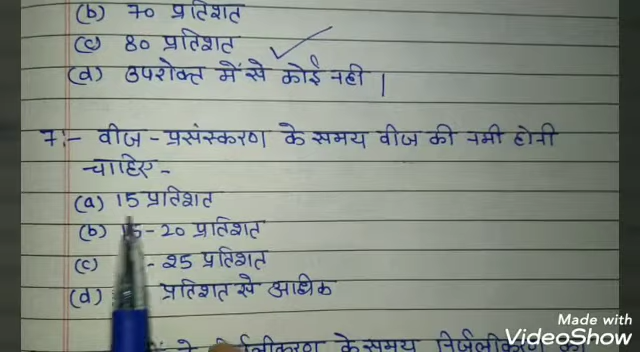 (b) 70 प्रतिशत
(c) 80 प्रतिशत
(d) उपरोक्त में से कोई नही |
7:- बीज - प्रसंस्करण के समय बीज की नमी होनी
चाहिए -
(a) 15 प्रतिशत
(b) - 20 प्रतिशत
(c) - 25 प्रतिशत
(d) प्रतिशत से अधिक
के समय
Made with
VideoShow